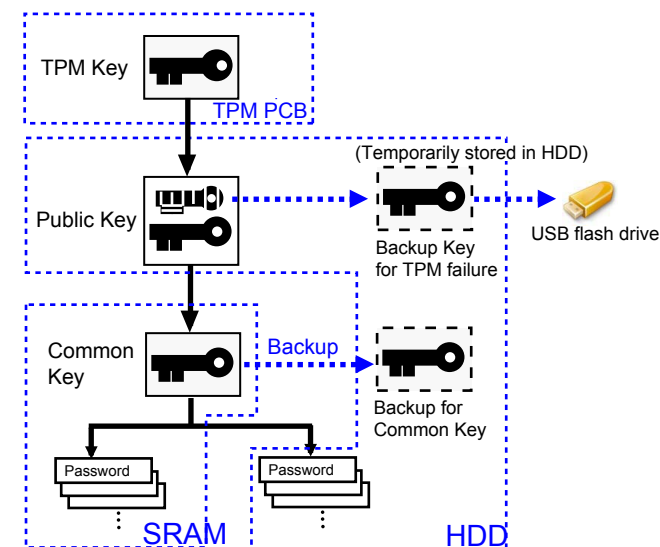 TPM Key
TPM PCB
(Temporarily stored in HDD)
Public Key
USB flash drive
Backup Key
for TPM failure
Common
Key
Backup
Backup for
Common Key
Password
Password
SRAM
HDD